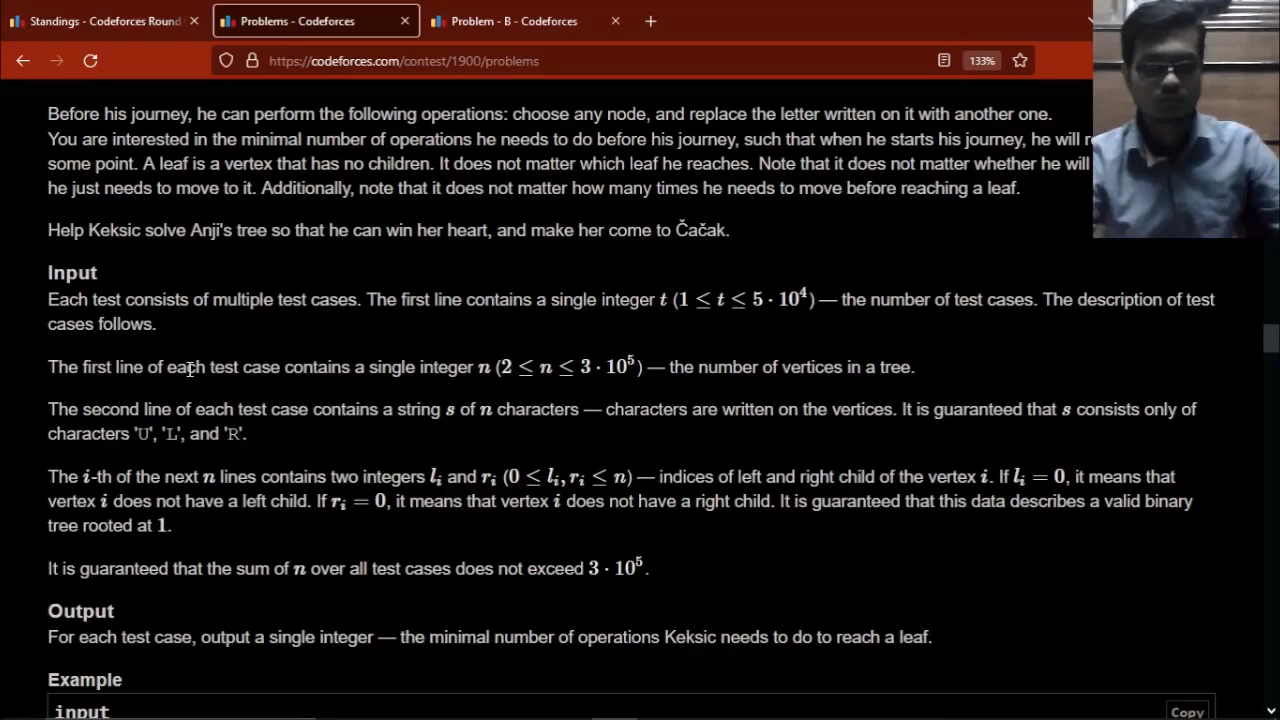 Standings - Codeforces Round
Problems - Codeforces
Problem - B - Codeforces
https://codeforces.com/contest/1900/problems
133%
Before his journey, he can perform the following operations: choose any node, and replace the letter written on it with another one.
You are interested in the minimal number of operations he needs to do before his journey, such that when he starts his journey, he will
some point. A leaf is a vertex that has no children. It does not matter which leaf he reaches. Note that it does not matter whether he will
he just needs to move to it. Additionally, note that it does not matter how many times he needs to move before reaching a leaf.
Help Keksic solve Anji's tree so that he can win her heart, and make her come to Čačak.
Input
Each test consists of multiple test cases. The first line contains a single integer t (1 ≤ t ≤ 5 · 10⁴) — the number of test cases. The description of test
cases follows.
The first line of each test case contains a single integer n (2 ≤ n ≤ 3 · 10⁵) — the number of vertices in a tree.
The second line of each test case contains a string s of n characters — characters are written on the vertices. It is guaranteed that s consists only of
characters 'U', 'L', and 'R'.
The i-th of the next n lines contains two integers lᵢ and rᵢ (0 ≤ lᵢ, rᵢ ≤ n) — indices of left and right child of the vertex i. If lᵢ = 0, it means that
vertex i does not have a left child. If rᵢ = 0, it means that vertex i does not have a right child. It is guaranteed that this data describes a valid binary
tree rooted at 1.
It is guaranteed that the sum of n over all test cases does not exceed 3 · 10⁵.
Output
For each test case, output a single integer — the minimal number of operations Keksic needs to do to reach a leaf.
Example
input
Copy